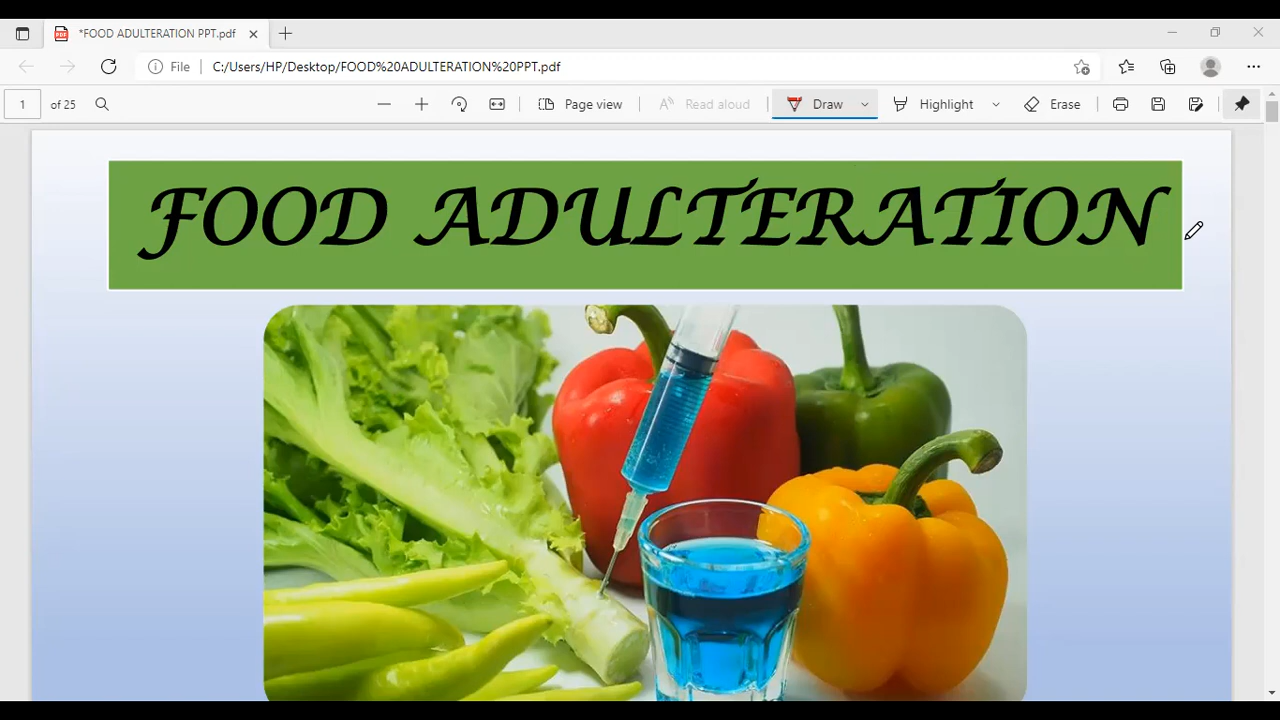 *FOOD ADULTERATION PPT.pdf
File C:/Users/HP/Desktop/FOOD%20ADULTERATION%20PPT.pdf
1 of 25 Page view Read aloud Draw Highlight Erase
FOOD ADULTERATION